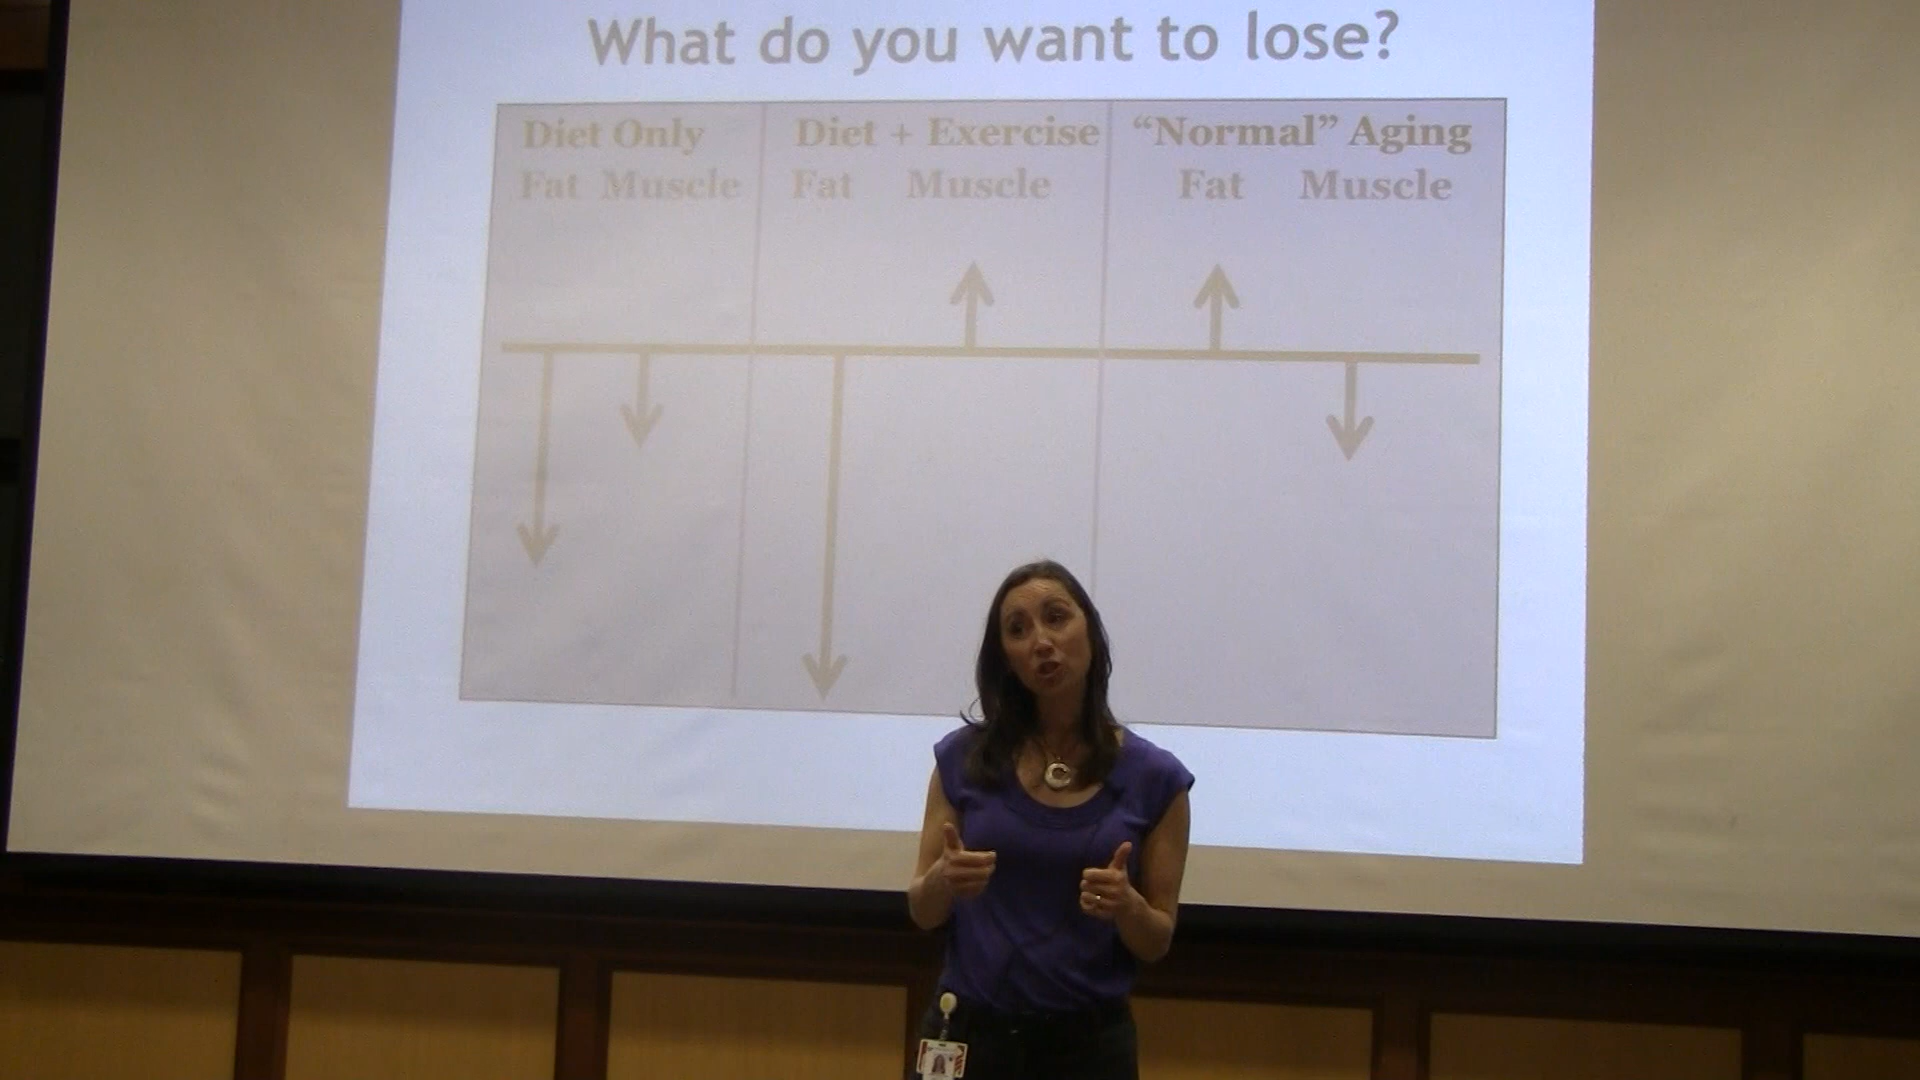 What do you want to lose?
Diet Only
Fat Muscle
Diet + Exercise
Fat Muscle
“Normal” Aging
Fat Muscle